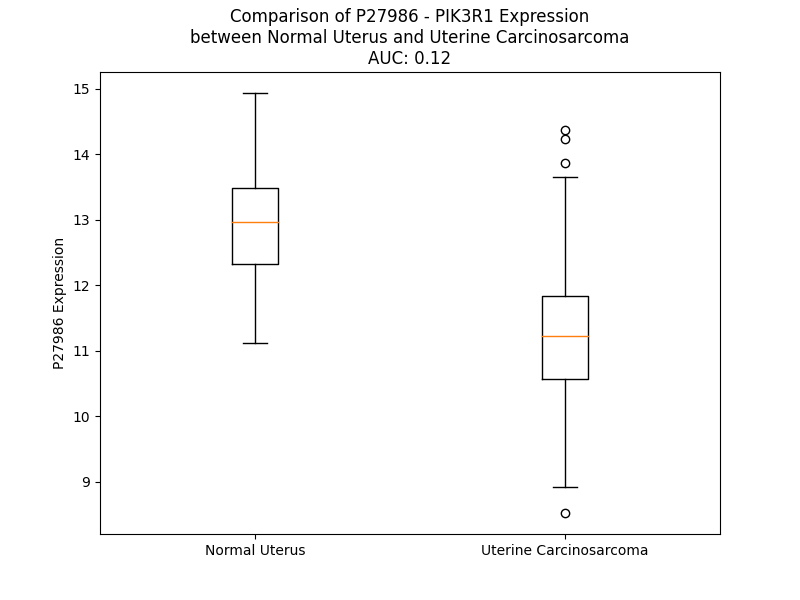 Comparison of P27986 - PIK3R1 Expression
between Normal Uterus and Uterine Carcinosarcoma
AUC: 0.12
15
14
13
12
11
10
9
P27986 Expression
Normal Uterus
Uterine Carcinosarcoma